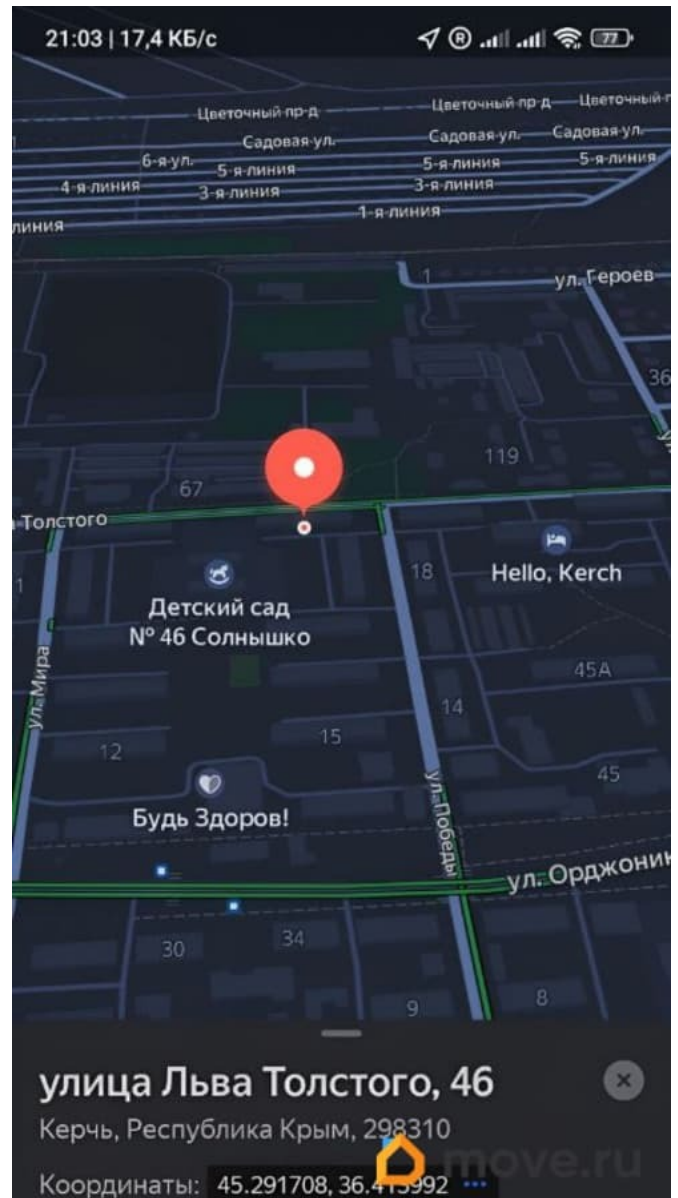 21:03 | 17,4 КБ/с
77
Цветочный пр-д
Цветочный пр-д
Цветочный
Садовая ул.
Садовая ул.
Садовая ул.
6-я ул.
5-я линия
5-я линия
5-я линия
4-я линия
3-я линия
3-я линия
линия
1-я линия
1
ул. Героев
36
119
67
Толстого
1
18
Hello, Kerch
Детский сад
№ 46 Солнышко
45А
ул. Мира
14
12
15
45
Будь Здоров!
ул. Победы
ул. Орджоник
30
34
9
8
улица Льва Толстого, 46
Керчь, Республика Крым, 298310
Координаты: 45.291708, 36.413992
move.ru